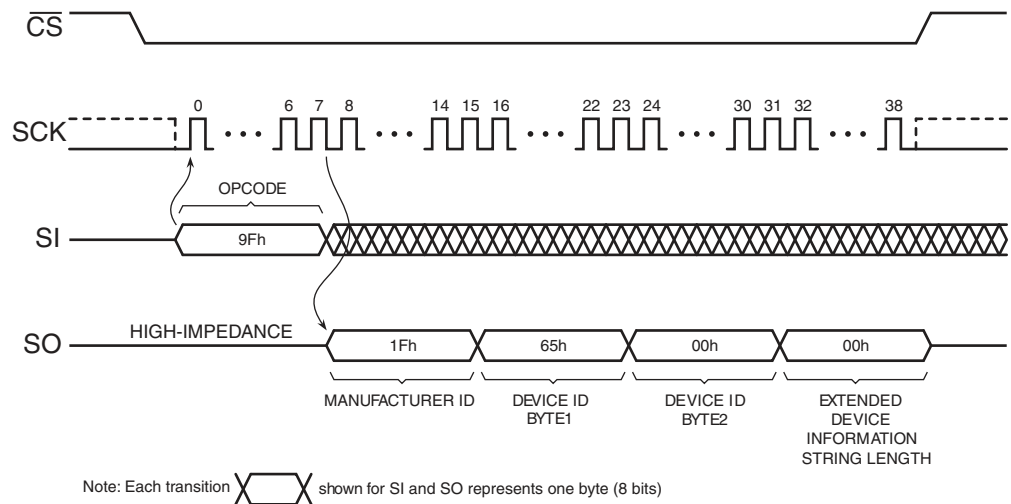 CS
0 6 7 8 14 15 16 22 23 24 30 31 32 38
SCK
OPCODE
SI
9Fh
HIGH-IMPEDANCE
SO
1Fh 65h 00h 00h
MANUFACTURER ID
DEVICE ID
BYTE1
DEVICE ID
BYTE2
EXTENDED
DEVICE
INFORMATION
STRING LENGTH
Note: Each transition shown for SI and SO represents one byte (8 bits)